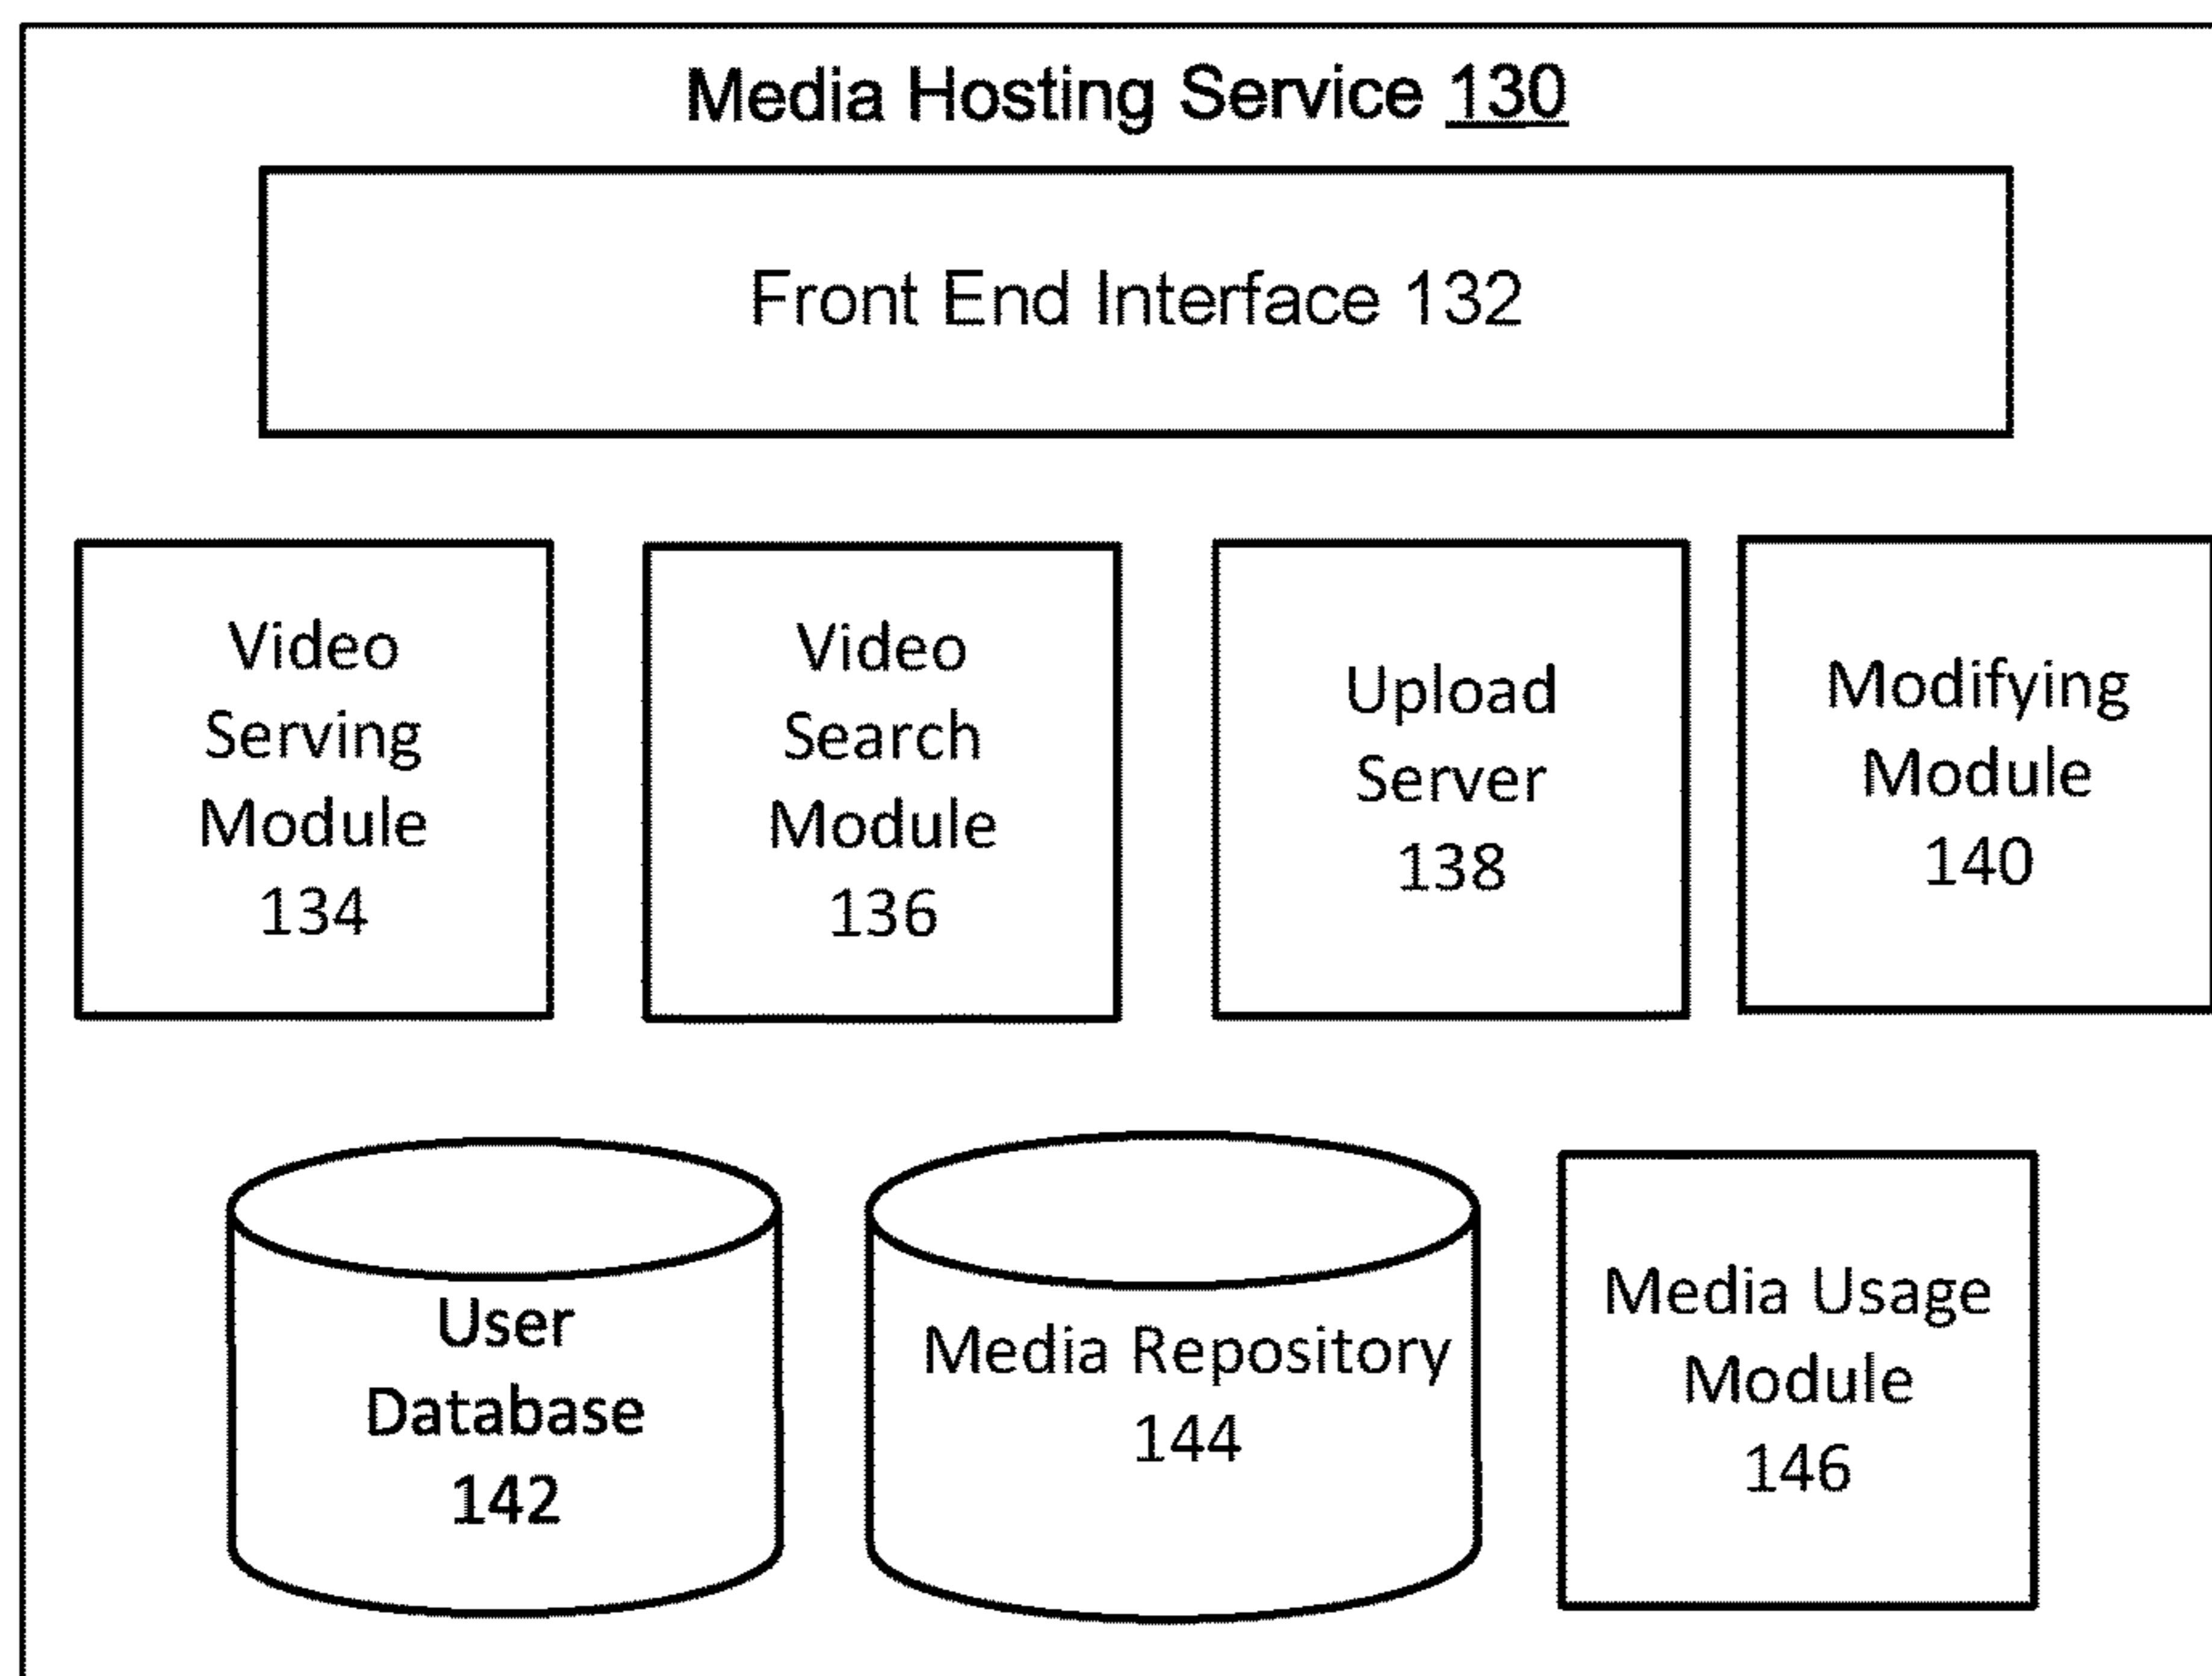 Media Hosting Service 130
Front End Interface 132
Video
Serving
Module
134
Video
Search
Module
136
Upload
Server
138
Modifying
Module
140
User
Database
142
Media Repository
144
Media Usage
Module
146